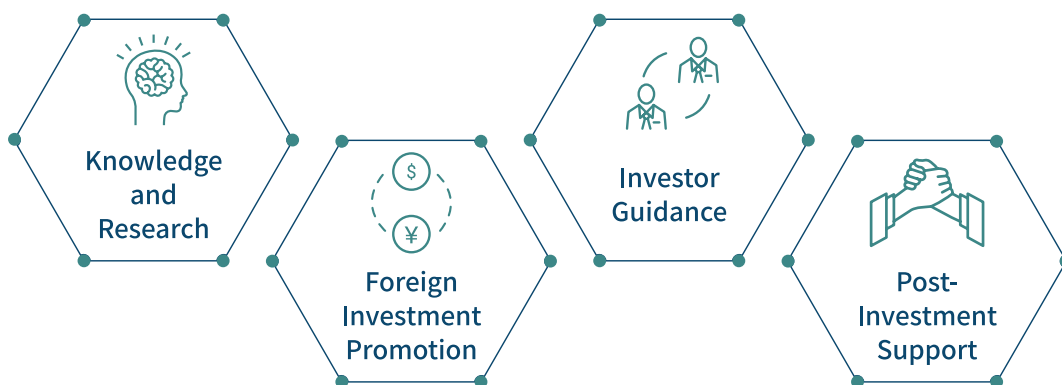 Knowledge
and
Research
$
¥
Foreign
Investment
Promotion
Investor
Guidance
Post-
Investment
Support